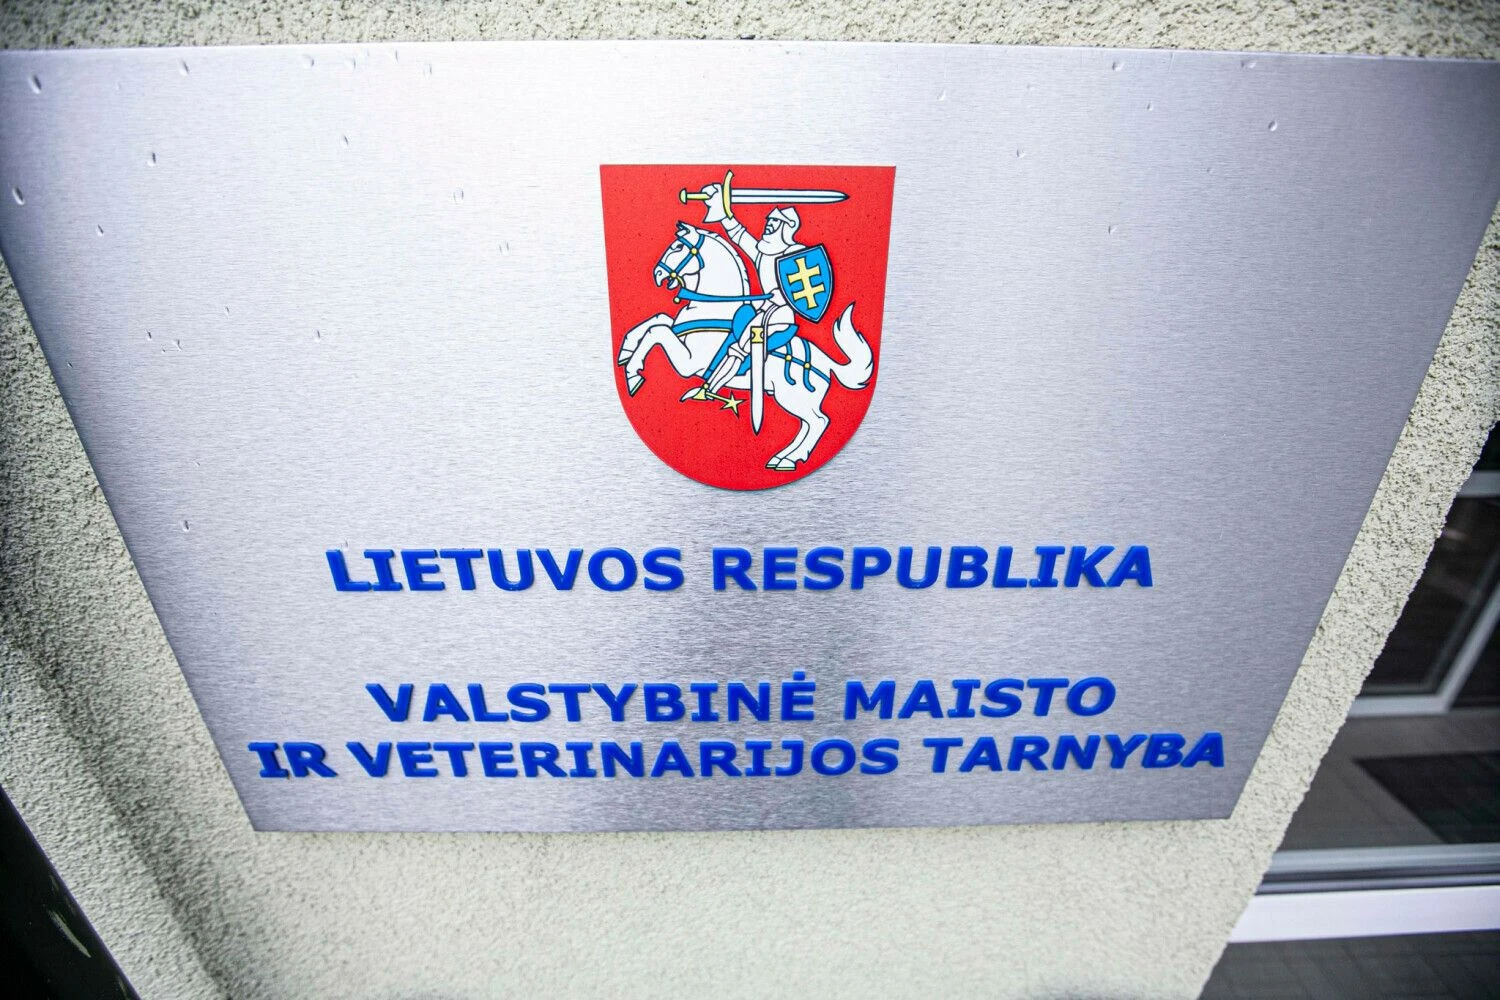 LIETUVOS RESPUBLIKA
VALSTYBINĖ MAISTO
IR VETERINARIJOS TARNYBA